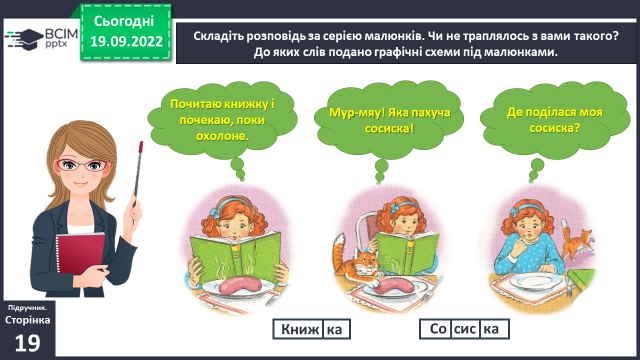 ВСІМ
pptx
Сьогодні
19.09.2022
Складіть розповідь за серією малюнків. Чи не траплялось з вами такого?
До яких слів подано графічні схеми під малюнками.
Почитаю книжку і
почекаю, поки
охолоне.
Мур-мяу! Яка пахуча
сосиска!
Де поділася моя
сосиска?
Книж ка
Со сис ка
Підручник.
Сторінка
19